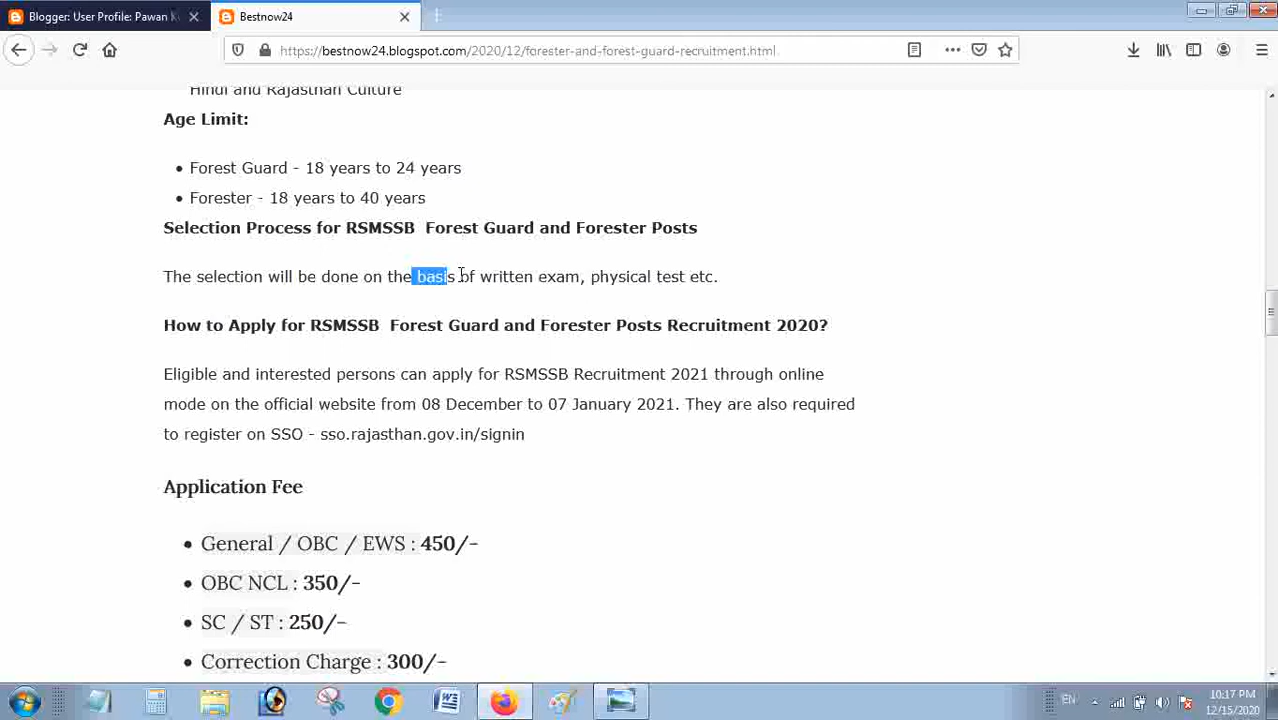 Blogger: User Profile: Pawan
Bestnow24
https://bestnow24.blogspot.com/2020/12/forester-and-forest-guard-recruitment.html
Hindi and Rajasthan Culture
Age Limit:
Forest Guard - 18 years to 24 years
Forester - 18 years to 40 years
Selection Process for RSMSSB Forest Guard and Forester Posts
The selection will be done on the basis of written exam, physical test etc.
How to Apply for RSMSSB Forest Guard and Forester Posts Recruitment 2020?
Eligible and interested persons can apply for RSMSSB Recruitment 2021 through online
mode on the official website from 08 December to 07 January 2021. They are also required
to register on SSO - sso.rajasthan.gov.in/signin
Application Fee
General / OBC / EWS : 450/-
OBC NCL : 350/-
SC / ST : 250/-
Correction Charge : 300/-
EN
10:17 PM
12/15/2020